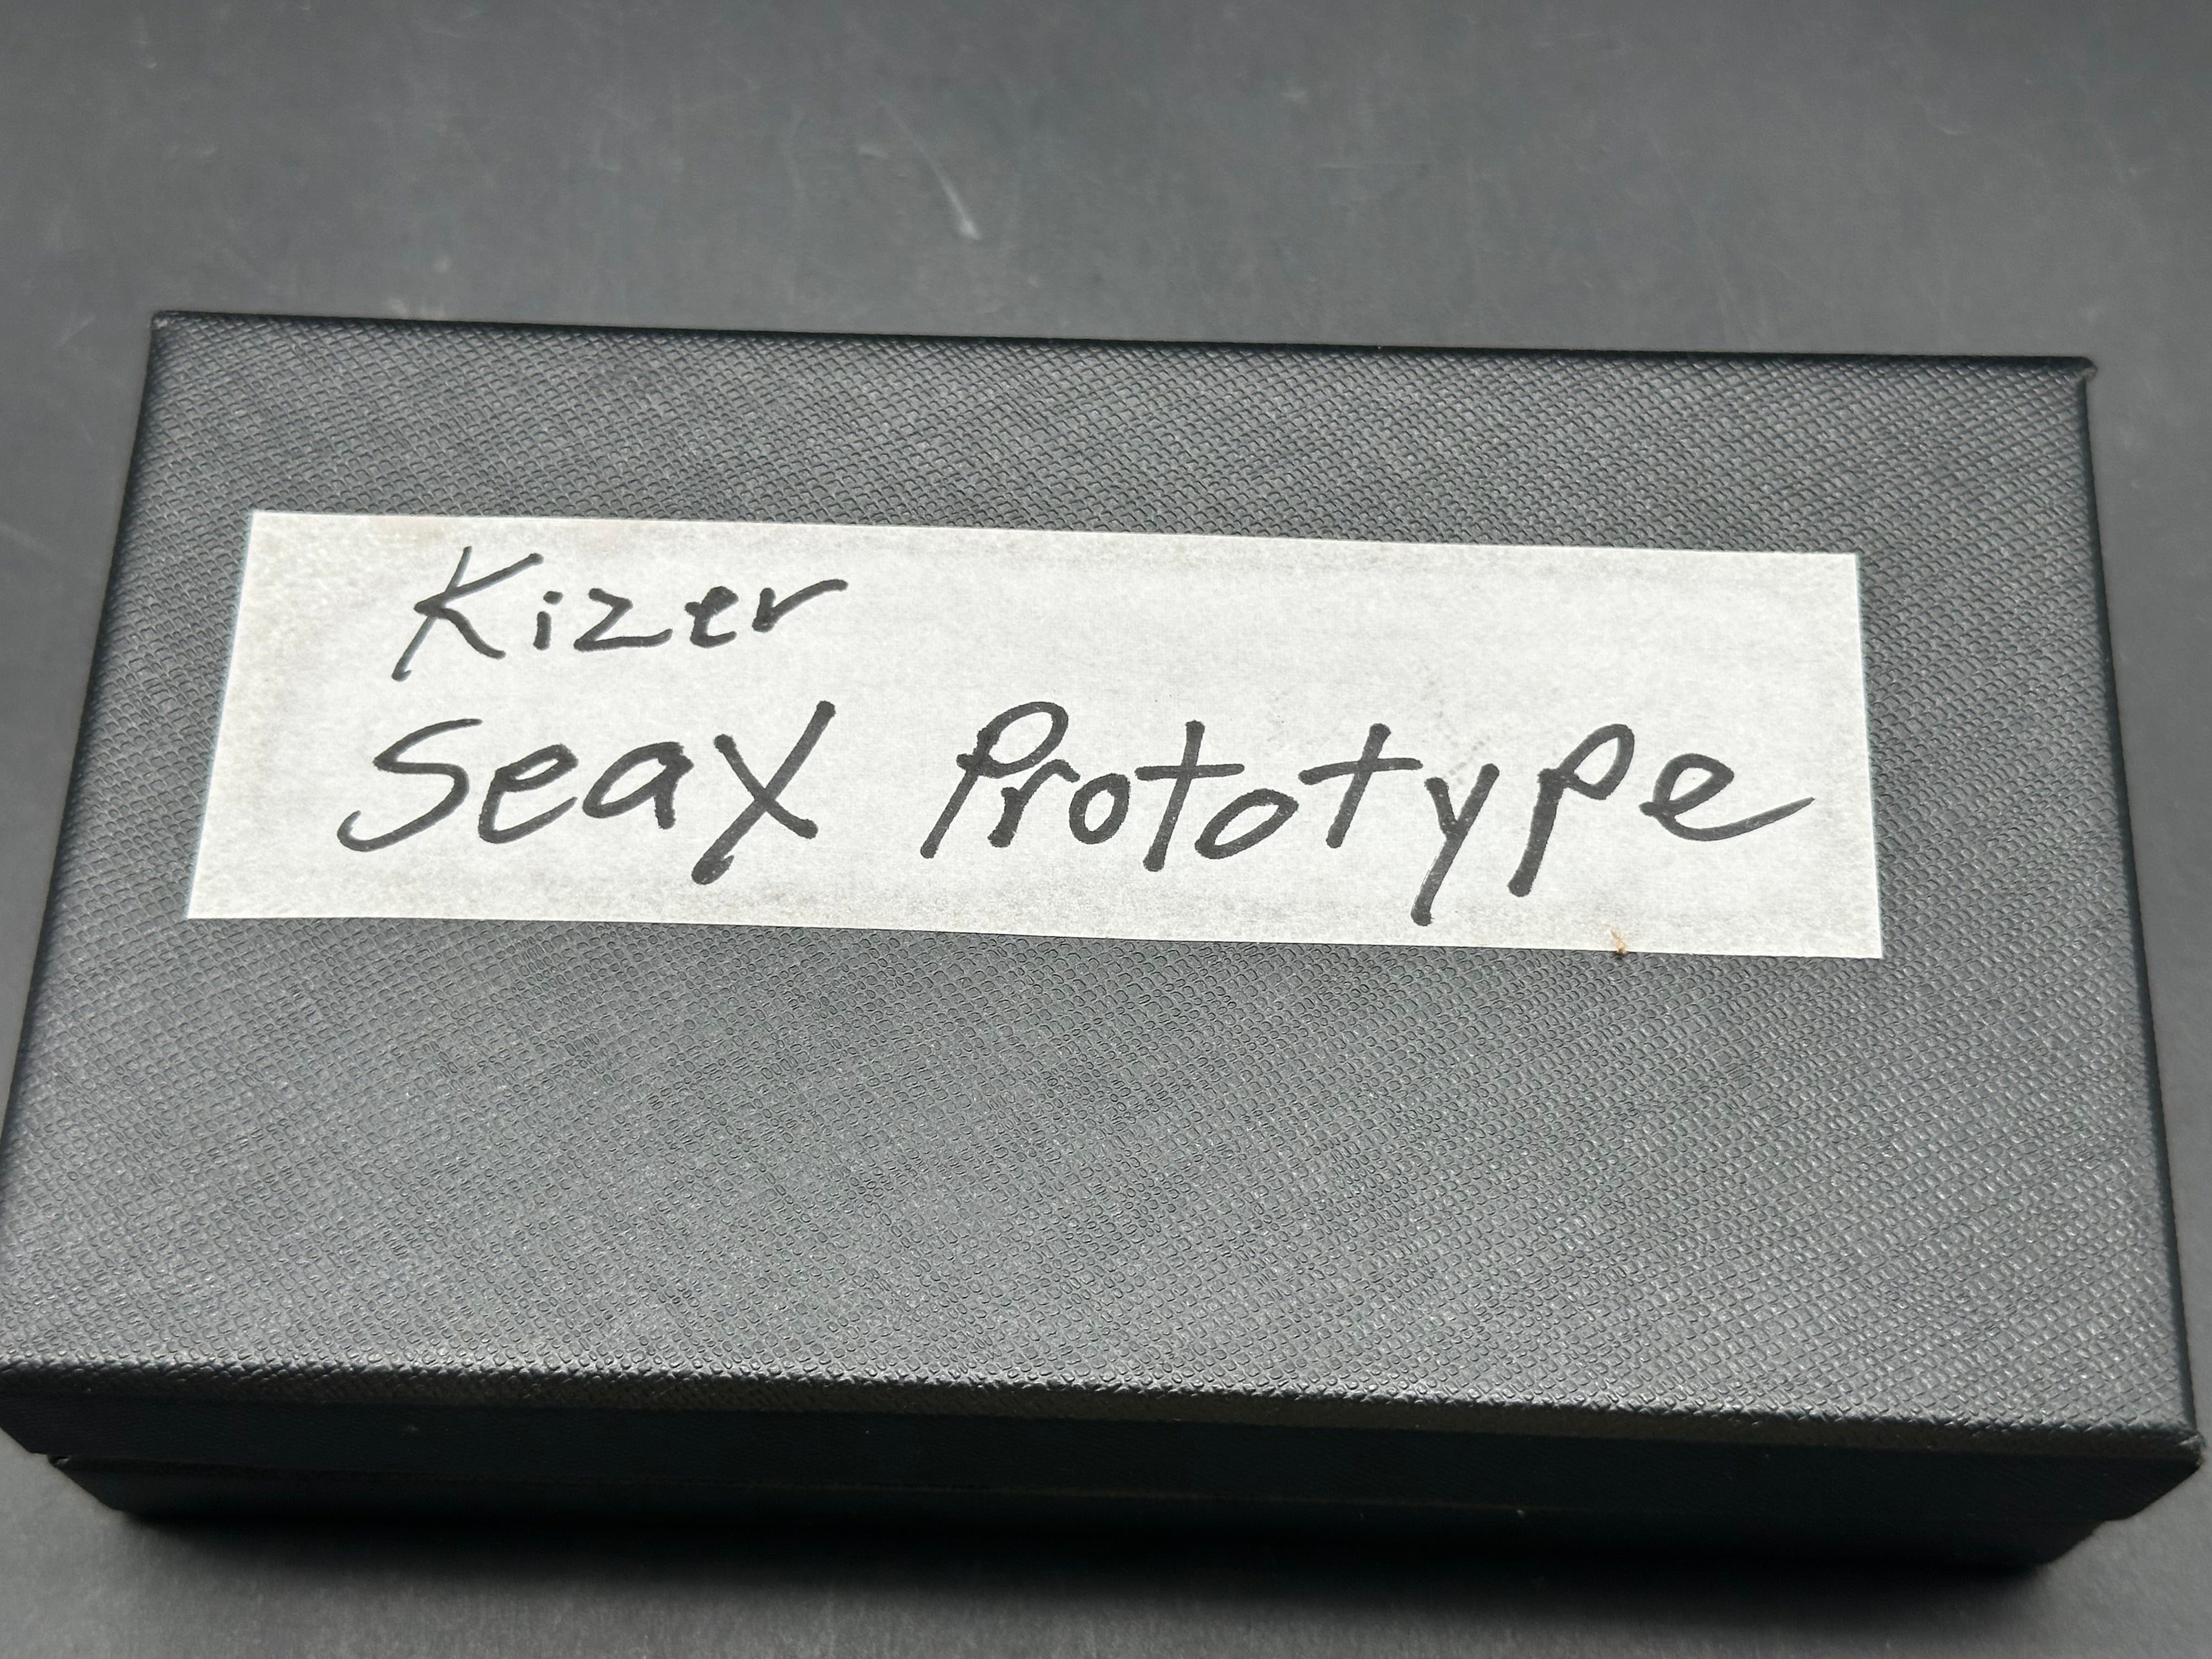 Kizer
Seax Prototype